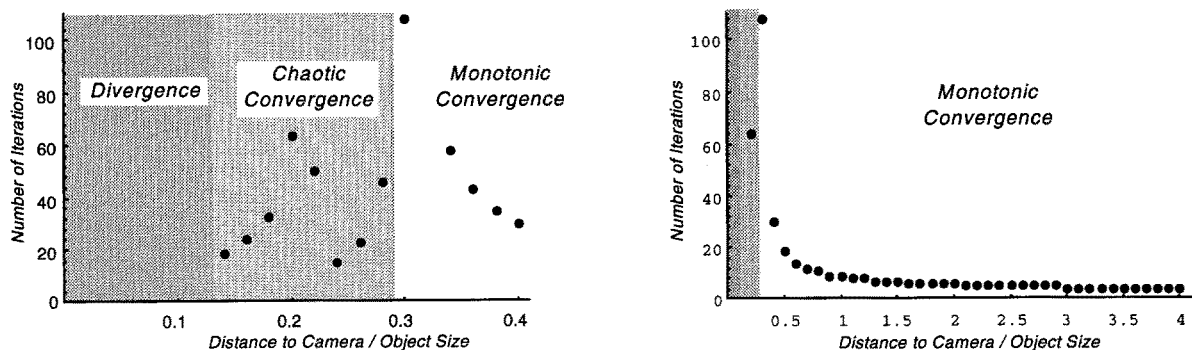 100
80
60
40
20
0
Number of Iterations
Divergence
Chaotic
Convergence
Monotonic
Convergence
0.1
0.2
0.3
0.4
Distance to Camera / Object Size
100
80
60
40
20
0
Number of Iterations
Monotonic
Convergence
0.5
1
1.5
2
2.5
3
3.5
4
Distance to Camera / Object Size